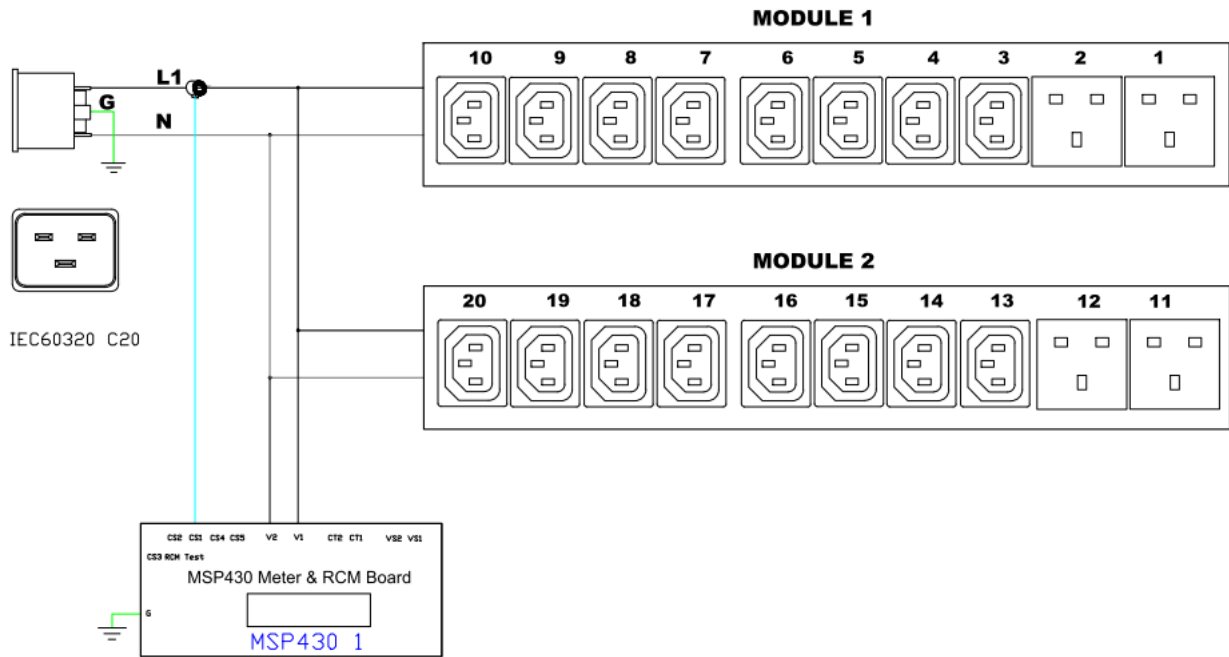 MODULE 1
10 9 8 7 6 5 4 3 2 1
L1
G
N
MODULE 2
20 19 18 17 16 15 14 13 12 11
IEC60320 C20
CS2 CS1 CS4 CS5 V2 V1 CT2 CT1 VS2 VS1
CS3 RCM Test
MSP430 Meter & RCM Board
G
MSP430 1